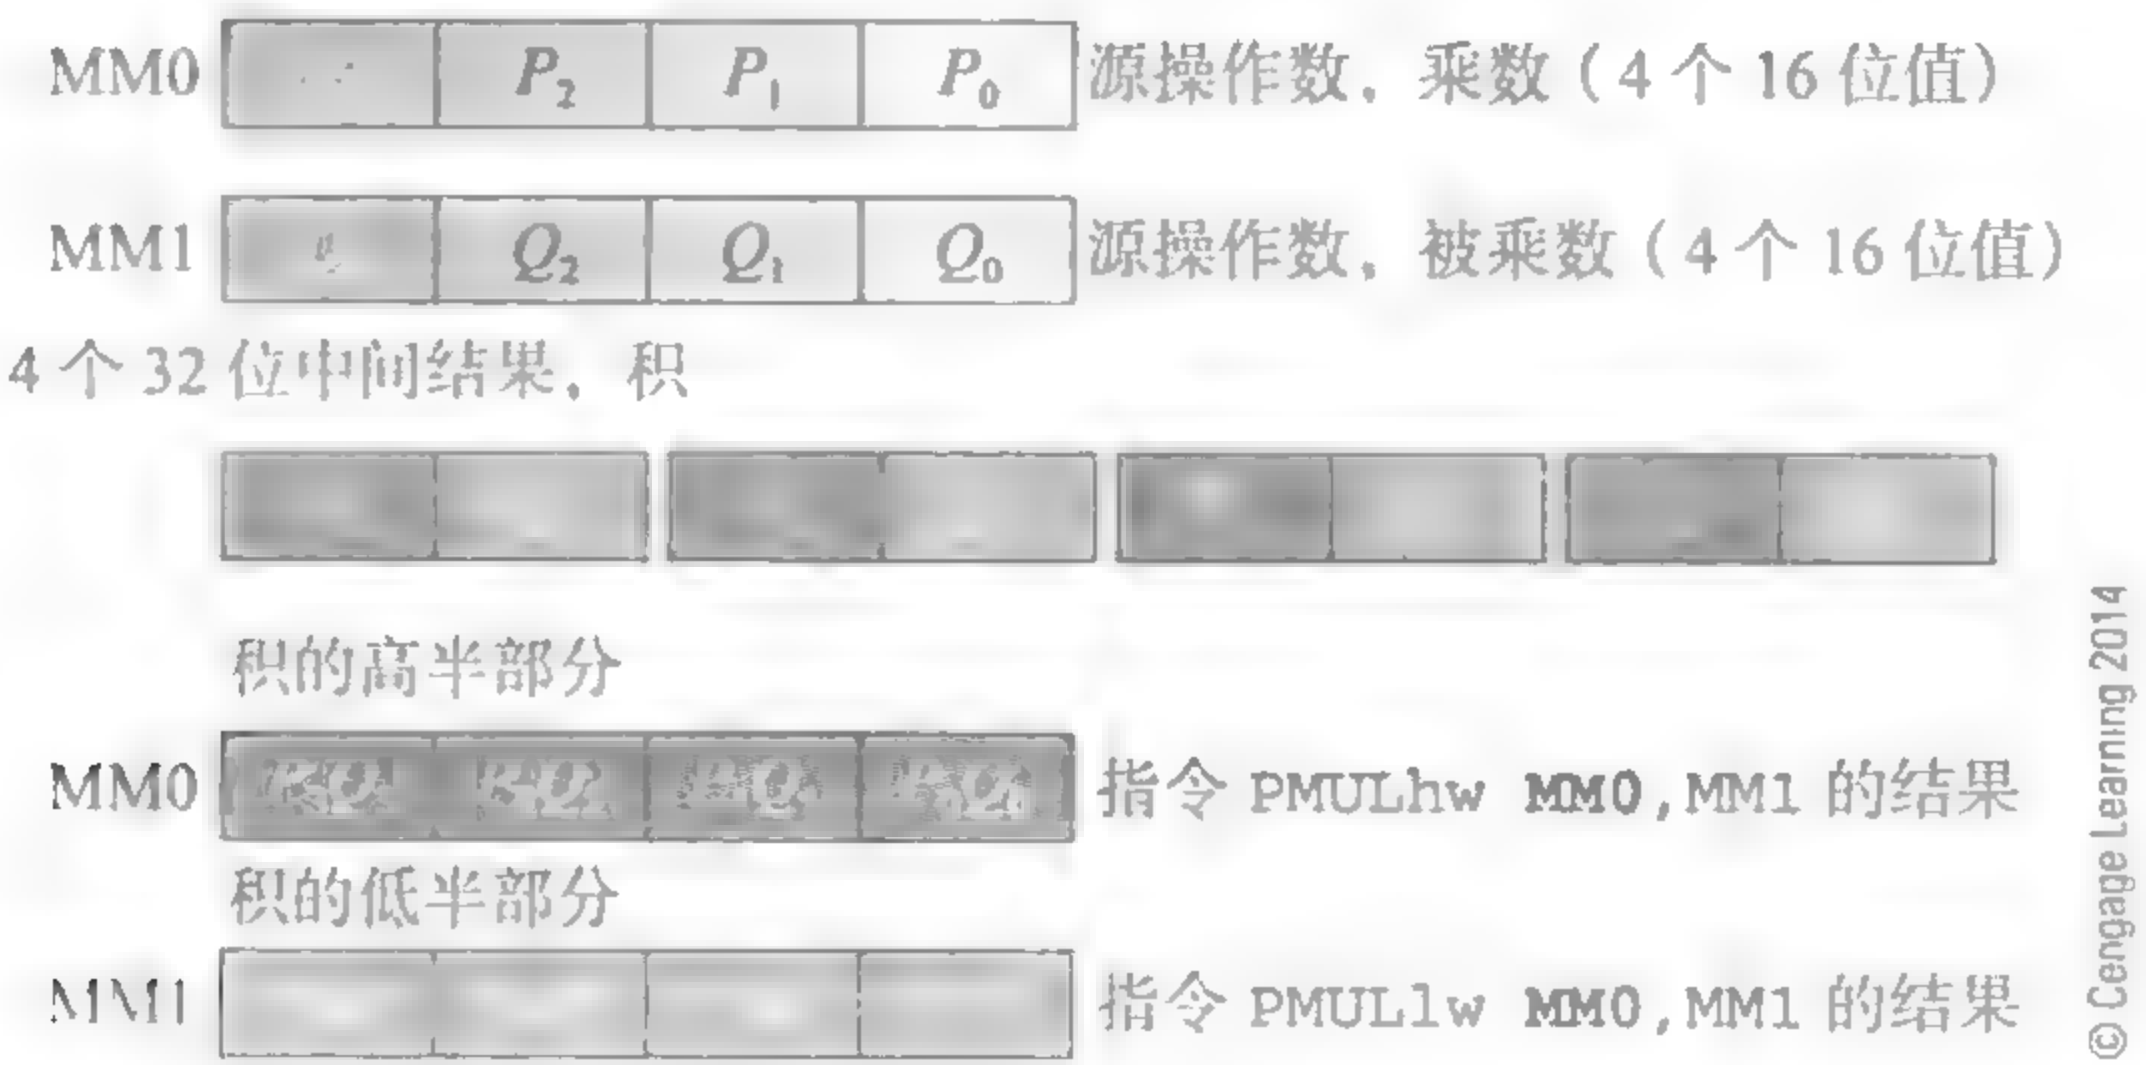 MM0 P₂ P₁ P₀ 源操作数，乘数（4 个 16 位值）
MM1 Q₂ Q₁ Q₀ 源操作数，被乘数（4 个 16 位值）
4 个 32 位中间结果，积
积的高半部分
MM0 指令 PMULhw MM0,MM1 的结果
积的低半部分
MM1 指令 PMULlw MM0,MM1 的结果
© Cengage Learning 2014